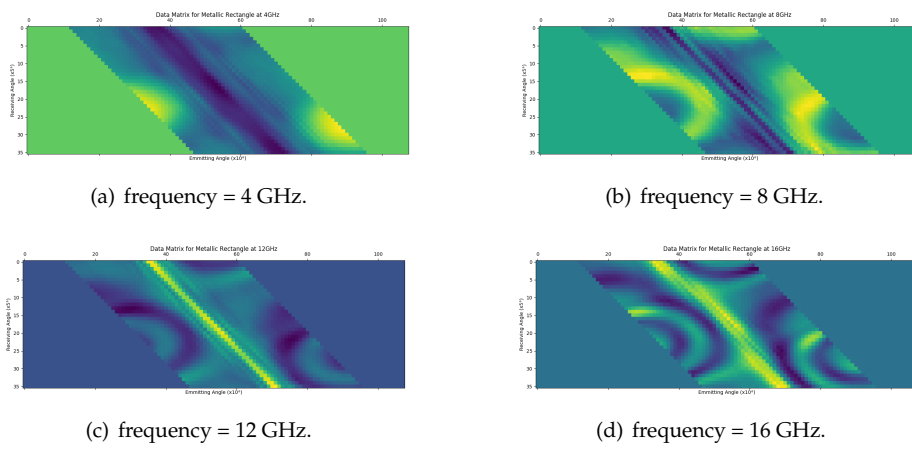 Data Matrix for Metallic Rectangle at 4GHz
0 20 40 60 80 100
0
5
10
15
20
25
30
35
Receiving Angle (x5°)
Emmitting Angle (x10°)
(a) frequency = 4 GHz.
Data Matrix for Metallic Rectangle at 8GHz
0 20 40 60 80 100
0
5
10
15
20
25
30
35
Receiving Angle (x5°)
Emmitting Angle (x10°)
(b) frequency = 8 GHz.
Data Matrix for Metallic Rectangle at 12GHz
0 20 40 60 80 100
0
5
10
15
20
25
30
35
Receiving Angle (x5°)
Emmitting Angle (x10°)
(c) frequency = 12 GHz.
Data Matrix for Metallic Rectangle at 16GHz
0 20 40 60 80 100
0
5
10
15
20
25
30
35
Receiving Angle (x5°)
Emmitting Angle (x10°)
(d) frequency = 16 GHz.